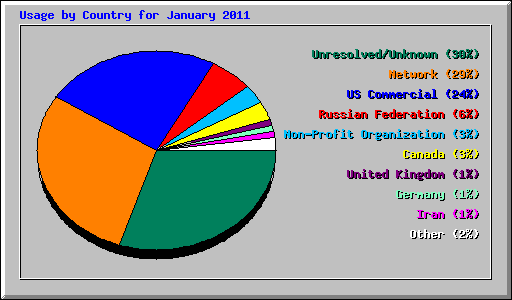 Usage by Country for January 2011
Unresolved/Unknown (30%)
Network (29%)
US Commercial (24%)
Russian Federation (6%)
Non-Profit Organization (3%)
Canada (3%)
United Kingdom (1%)
Germany (1%)
Iran (1%)
Other (2%)